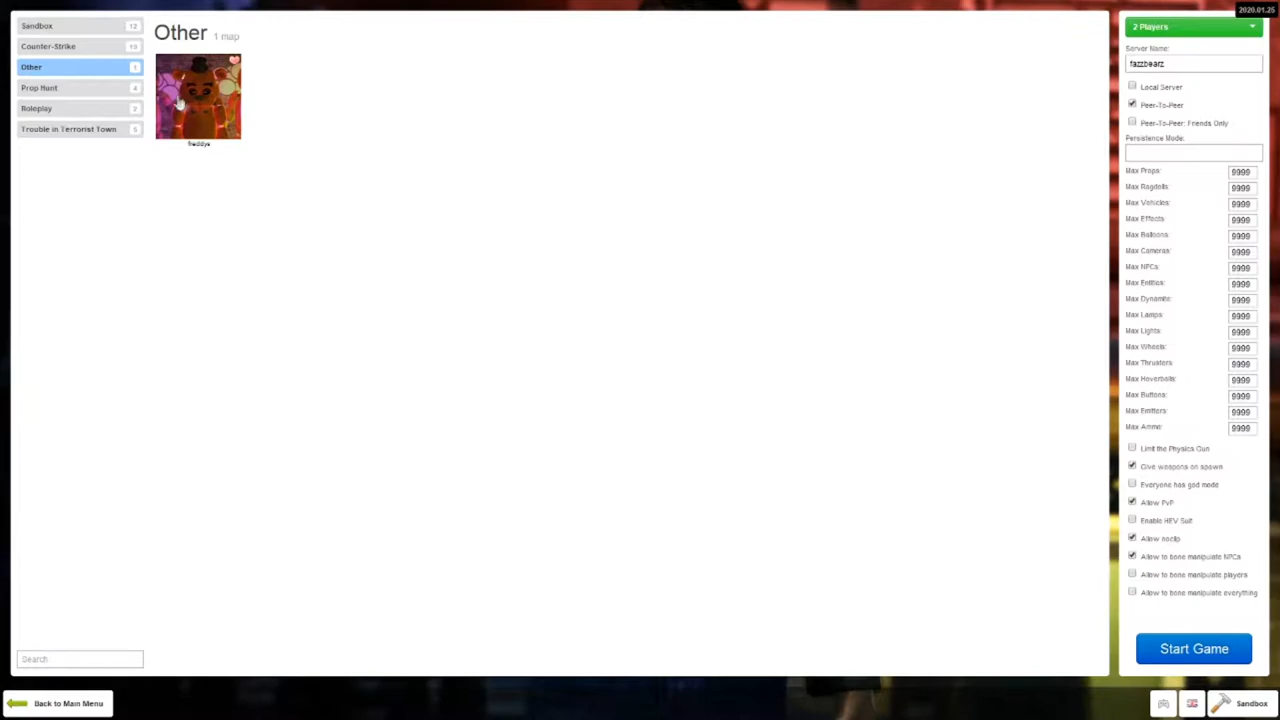 2020.01.25
Sandbox 12
Counter-Strike 19
Other 1
Prop Hunt 4
Roleplay 2
Trouble in Terrorist Town 5
Search
Other 1 map
freddys
2 Players
Server Name:
fazzbearz
Local Server
Peer-To-Peer
Peer-To-Peer: Friends Only
Persistence Mode:
Max Props: 9999
Max Ragdolls: 9999
Max Vehicles: 9999
Max Effects 9999
Max Balloons: 9999
Max Cameras: 9999
Max NPCs: 9999
Max Entities: 9999
Max Dynamite: 9999
Max Lamps: 9999
Max Lights: 9999
Max Wheels: 9999
Max Thrusters: 9999
Max Hoverballs: 9999
Max Buttons: 9999
Max Emitters: 9999
Max Ammo: 9999
Limit the Physics Gun
Give weapons on spawn
Everyone has god mode
Allow PvP
Enable HEV Suit
Allow noclip
Allow to bone manipulate NPCs
Allow to bone manipulate players
Allow to bone manipulate everything
Start Game
Back to Main Menu
Sandbox